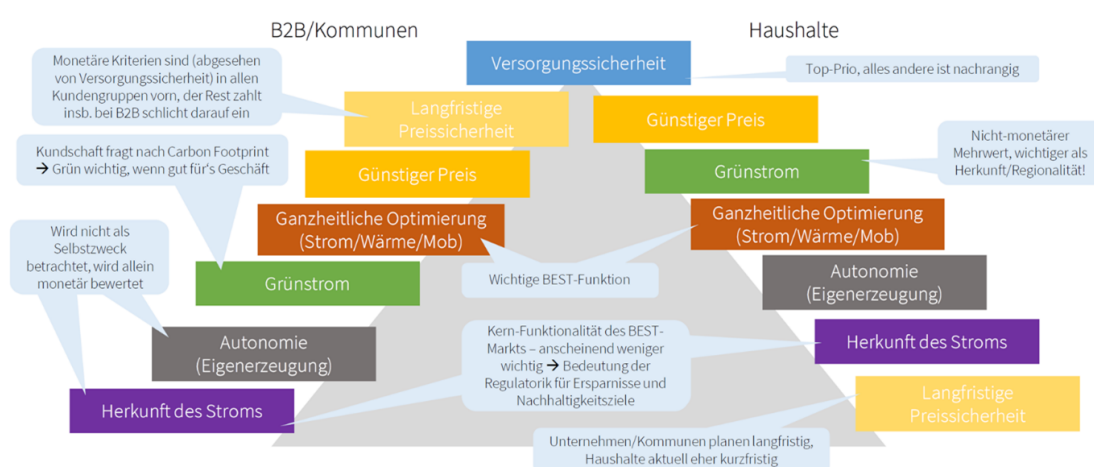 B2B/Kommunen
Haushalte
Monetäre Kriterien sind (abgesehen
von Versorgungssicherheit) in allen
Kundengruppen vorn, der Rest zahlt
insb. bei B2B schlicht darauf ein
Versorgungssicherheit
Top-Prio, alles andere ist nachrangig
Langfristige
Preissicherheit
Günstiger Preis
Kundschaft fragt nach Carbon Footprint
→ Grün wichtig, wenn gut für's Geschäft
Günstiger Preis
Grünstrom
Nicht-monetärer
Mehrwert, wichtiger als
Herkunft/Regionalität!
Ganzheitliche Optimierung
(Strom/Wärme/Mob)
Ganzheitliche Optimierung
(Strom/Wärme/Mob)
Wird nicht als
Selbstzweck
betrachtet, wird allein
monetär bewertet
Grünstrom
Wichtige BEST-Funktion
Autonomie
(Eigenerzeugung)
Autonomie
(Eigenerzeugung)
Kern-Funktionalität des BEST-
Markts – anscheinend weniger
wichtig → Bedeutung der
Regulatorik für Ersparnisse und
Nachhaltigkeitsziele
Herkunft des Stroms
Herkunft des Stroms
Langfristige
Preissicherheit
Unternehmen/Kommunen planen langfristig,
Haushalte aktuell eher kurzfristig